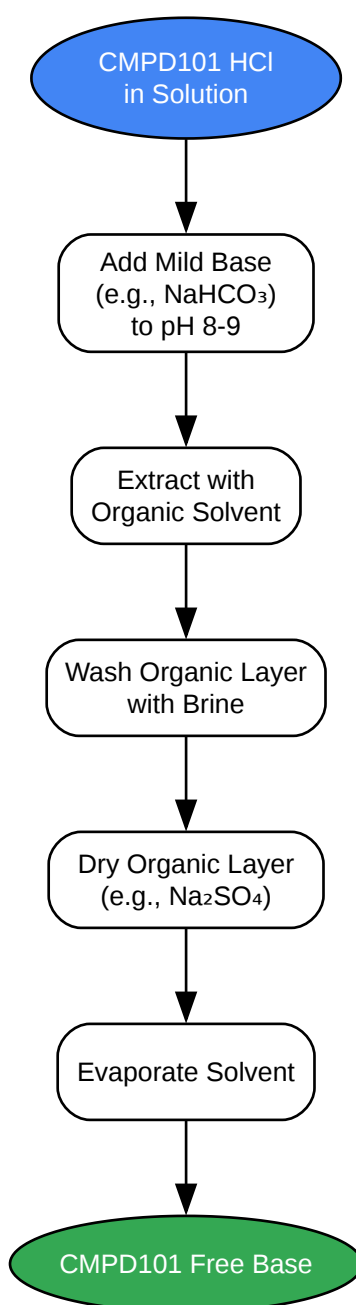 CMPD101 HCl
in Solution
Add Mild Base
(e.g., NaHCO₃)
to pH 8-9
Extract with
Organic Solvent
Wash Organic Layer
with Brine
Dry Organic Layer
(e.g., Na₂SO₄)
Evaporate Solvent
CMPD101 Free Base